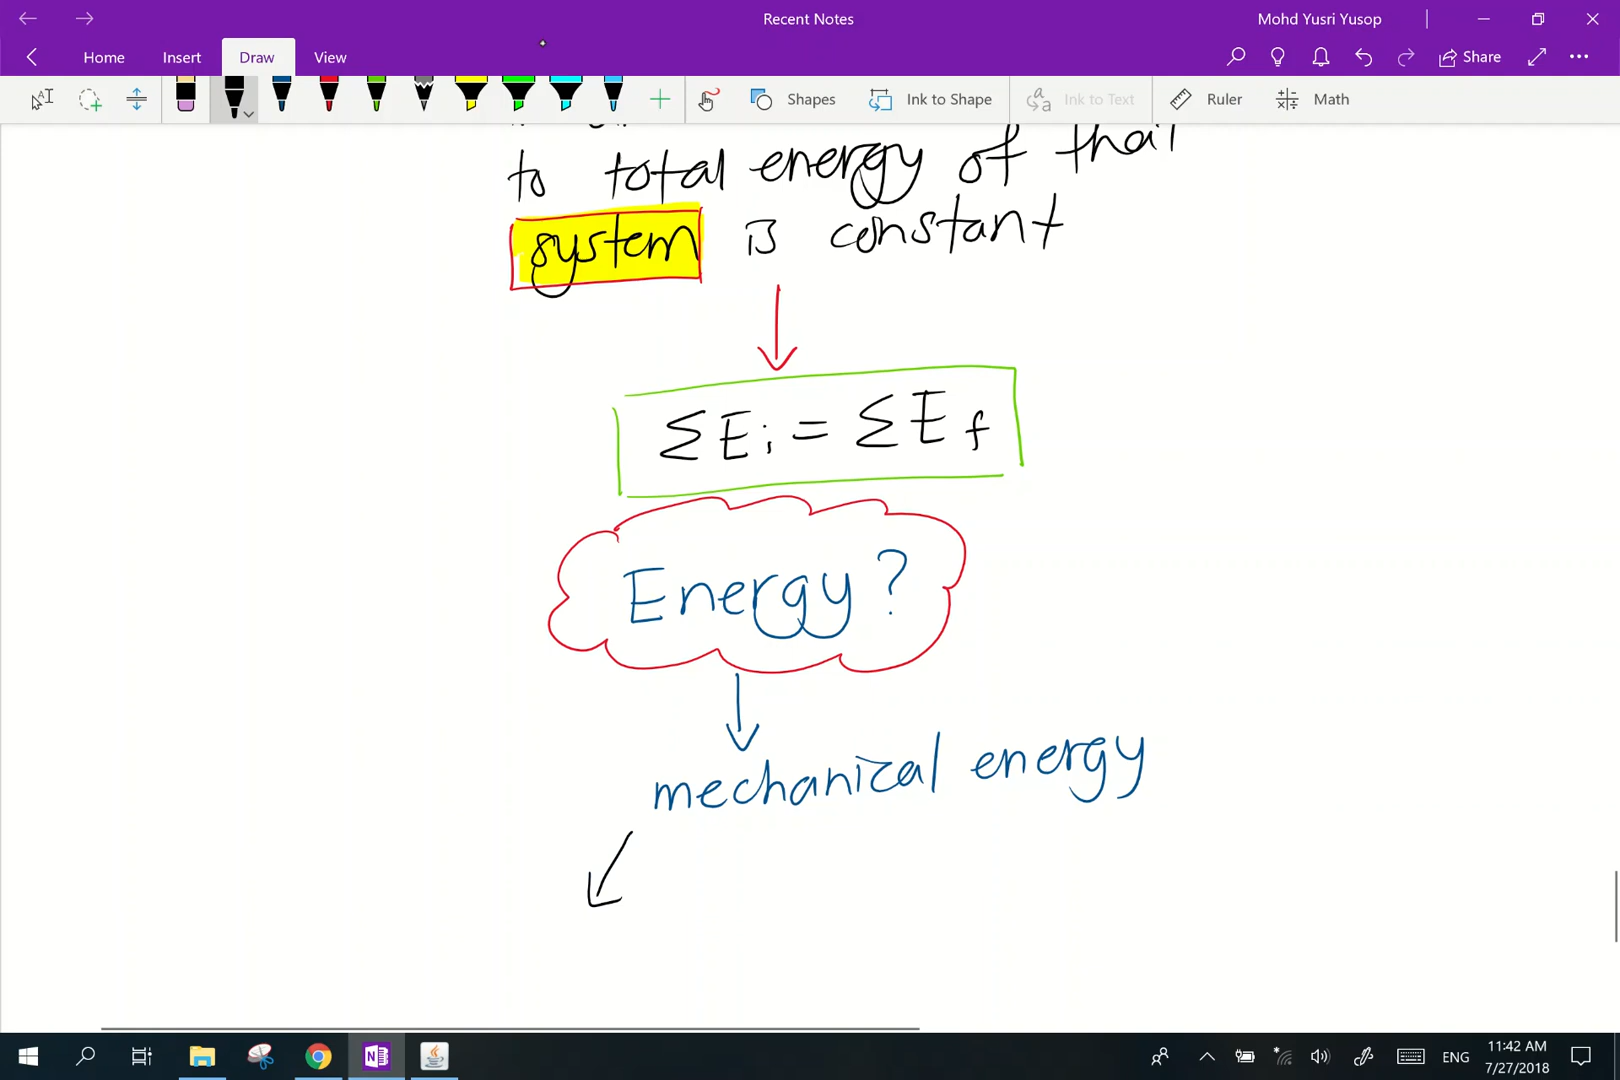 Recent Notes
Mohd Yusri Yusop
Home Insert Draw View
Share
Shapes Ink to Shape Ink to Text Ruler Math
to total energy of that
system is constant
ΣEi = ΣEf
Energy?
mechanical energy
ENG
11:42 AM
7/27/2018